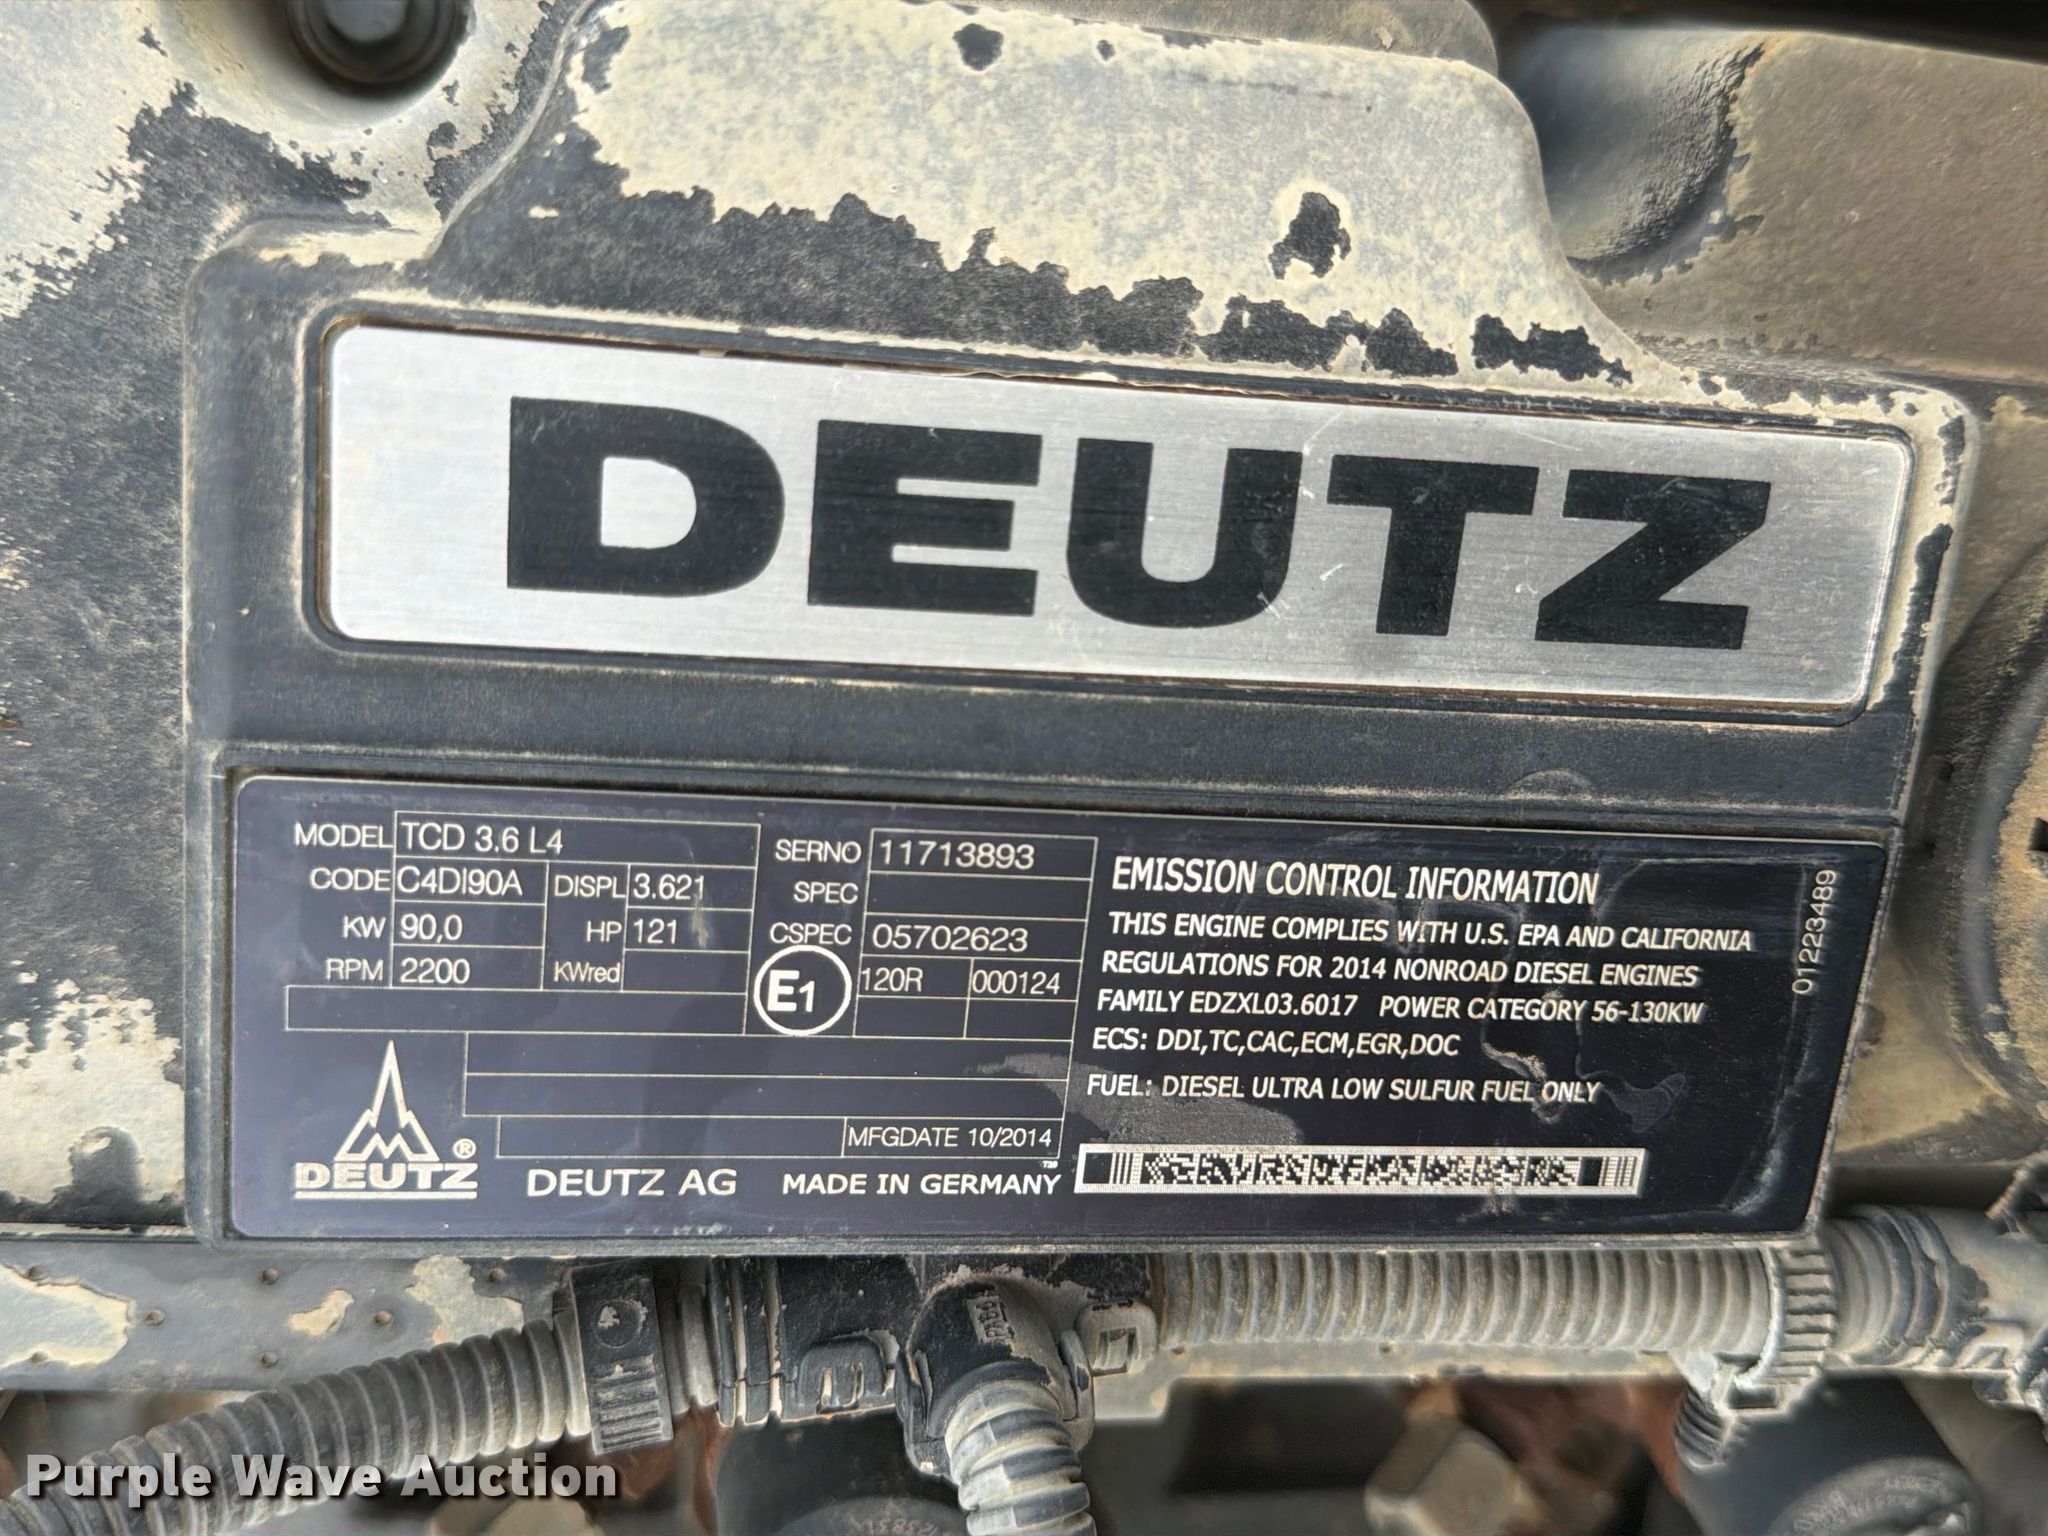 DEUTZ
MODEL TCD 3.6 L4
CODE C4DI90A DISPL 3.621
KW 90,0 HP 121
RPM 2200 KWred
SERNO 11713893
SPEC
CSPEC 05702623
E1 120R 000124
MFGDATE 10/2014
DEUTZ ®
DEUTZ AG MADE IN GERMANY
EMISSION CONTROL INFORMATION
THIS ENGINE COMPLIES WITH U.S. EPA AND CALIFORNIA
REGULATIONS FOR 2014 NONROAD DIESEL ENGINES
FAMILY EDZXL03.6017 POWER CATEGORY 56-130KW
ECS: DDI,TC,CAC,ECM,EGR,DOC
FUEL: DIESEL ULTRA LOW SULFUR FUEL ONLY
01223489
Purple Wave Auction